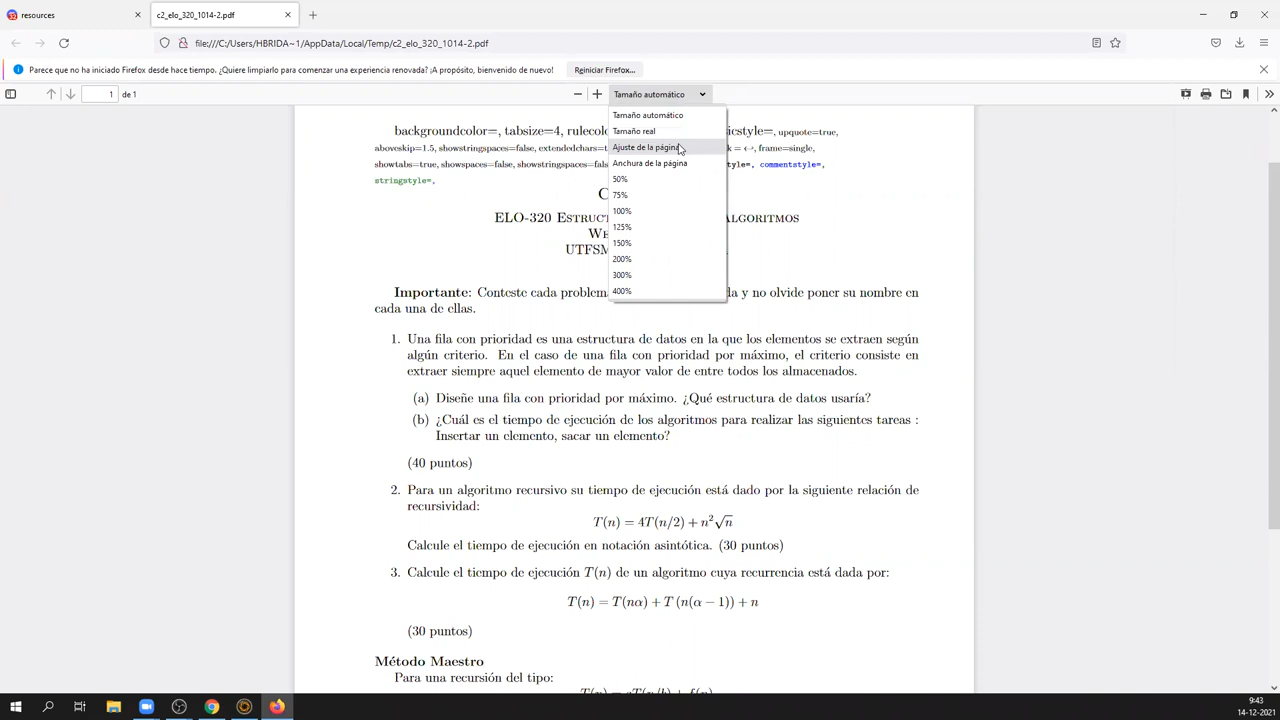 resources
c2_elo_320_1014-2.pdf
file:///C:/Users/HBRIDA~1/AppData/Local/Temp/c2_elo_320_1014-2.pdf
Parece que no ha iniciado Firefox desde hace tiempo. ¿Quiere limpiarlo para comenzar una experiencia renovada? ¡A propósito, bienvenido de nuevo!
Reiniciar Firefox...
1 de 1
Tamaño automático
Tamaño automático
Tamaño real
Ajuste de la página
Anchura de la página
50%
75%
100%
125%
150%
200%
300%
400%
backgroundcolor=, tabsize=4, rulecolo sicstyle=, upquote=true,
aboveskip=1.5, showstringspaces=false, extendedchars=t k = ↩, frame=single,
showtabs=true, showspaces=false, showstringspaces=false style=, commentstyle=,
stringstyle=,
C
ELO-320 ESTRUCT ALGORITMOS
WE
UTFSM
Importante: Conteste cada problem da y no olvide poner su nombre en
cada una de ellas.
1. Una fila con prioridad es una estructura de datos en la que los elementos se extraen según
algún criterio. En el caso de una fila con prioridad por máximo, el criterio consiste en
extraer siempre aquel elemento de mayor valor de entre todos los almacenados.
(a) Diseñe una fila con prioridad por máximo. ¿Qué estructura de datos usaría?
(b) ¿Cuál es el tiempo de ejecución de los algoritmos para realizar las siguientes tareas :
Insertar un elemento, sacar un elemento?
(40 puntos)
2. Para un algoritmo recursivo su tiempo de ejecución está dado por la siguiente relación de
recursividad:
T(n) = 4T(n/2) + n²√n
Calcule el tiempo de ejecución en notación asintótica. (30 puntos)
3. Calcule el tiempo de ejecución T(n) de un algoritmo cuya recurrencia está dada por:
T(n) = T(nα) + T (n(α − 1)) + n
(30 puntos)
Método Maestro
Para una recursión del tipo:
T(n) = aT(n/b) + f(n)
9:43
14-12-2021